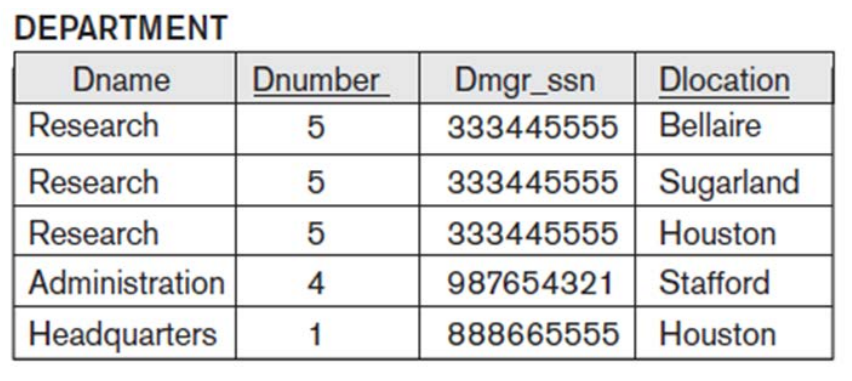 DEPARTMENT
Dname Dnumber Dmgr_ssn Dlocation
Research 5 333445555 Bellaire
Research 5 333445555 Sugarland
Research 5 333445555 Houston
Administration 4 987654321 Stafford
Headquarters 1 888665555 Houston